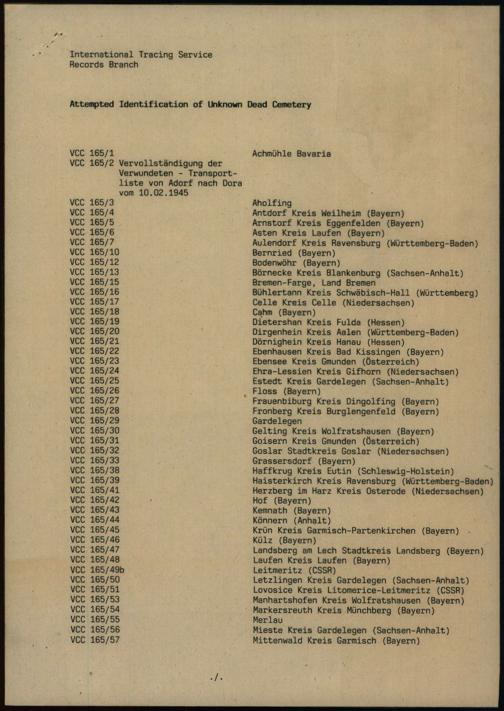 International Tracing Service
Records Branch
Attempted Identification of Unknown Dead Cemetery
VCC 165/1 Achmühle Bavaria
VCC 165/2 Vervollständigung der
Verwundeten - Transport-
liste von Adorf nach Dora
vom 10.02.1945
VCC 165/3 Aholfing
VCC 165/4 Antdorf Kreis Weilheim (Bayern)
VCC 165/5 Arnstorf Kreis Eggenfelden (Bayern)
VCC 165/6 Asten Kreis Laufen (Bayern)
VCC 165/7 Aulendorf Kreis Ravensburg (Württemberg-Baden)
VCC 165/10 Bernried (Bayern)
VCC 165/12 Bodenwöhr (Bayern)
VCC 165/13 Börnecke Kreis Blankenburg (Sachsen-Anhalt)
VCC 165/15 Bremen-Farge, Land Bremen
VCC 165/16 Bühlertann Kreis Schwäbisch-Hall (Württemberg)
VCC 165/17 Celle Kreis Celle (Niedersachsen)
VCC 165/18 Cahm (Bayern)
VCC 165/19 Dietershan Kreis Fulda (Hessen)
VCC 165/20 Dirgenheim Kreis Aalen (Württemberg-Baden)
VCC 165/21 Dörnighein Kreis Hanau (Hessen)
VCC 165/22 Ebenhausen Kreis Bad Kissingen (Bayern)
VCC 165/23 Ebensee Kreis Gmunden (Österreich)
VCC 165/24 Ehra-Lessien Kreis Gifhorn (Niedersachsen)
VCC 165/25 Estedt Kreis Gardelegen (Sachsen-Anhalt)
VCC 165/26 Floss (Bayern)
VCC 165/27 Frauenbiburg Kreis Dingolfing (Bayern)
VCC 165/28 Fronberg Kreis Burglengenfeld (Bayern)
VCC 165/29 Gardelegen
VCC 165/30 Gelting Kreis Wolfratshausen (Bayern)
VCC 165/31 Goisern Kreis Gmunden (Österreich)
VCC 165/32 Goslar Stadtkreis Goslar (Niedersachsen)
VCC 165/33 Grassersdorf (Bayern)
VCC 165/38 Haffkrug Kreis Eutin (Schleswig-Holstein)
VCC 165/39 Haisterkirch Kreis Ravensburg (Württemberg-Baden)
VCC 165/41 Herzberg im Harz Kreis Osterode (Niedersachsen)
VCC 165/42 Hof (Bayern)
VCC 165/43 Kemnath (Bayern)
VCC 165/44 Könnern (Anhalt)
VCC 165/45 Krün Kreis Garmisch-Partenkirchen (Bayern)
VCC 165/46 Külz (Bayern)
VCC 165/47 Landsberg am Lech Stadtkreis Landsberg (Bayern)
VCC 165/48 Laufen Kreis Laufen (Bayern)
VCC 165/49b Leitmeritz (CSSR)
VCC 165/50 Letzlingen Kreis Gardelegen (Sachsen-Anhalt)
VCC 165/51 Lovosice Kreis Litomerice-Leitmeritz (CSSR)
VCC 165/53 Manhartshofen Kreis Wolfratshausen (Bayern)
VCC 165/54 Markersreuth Kreis Münchberg (Bayern)
VCC 165/55 Merlau
VCC 165/56 Mieste Kreis Gardelegen (Sachsen-Anhalt)
VCC 165/57 Mittenwald Kreis Garmisch (Bayern)
./.